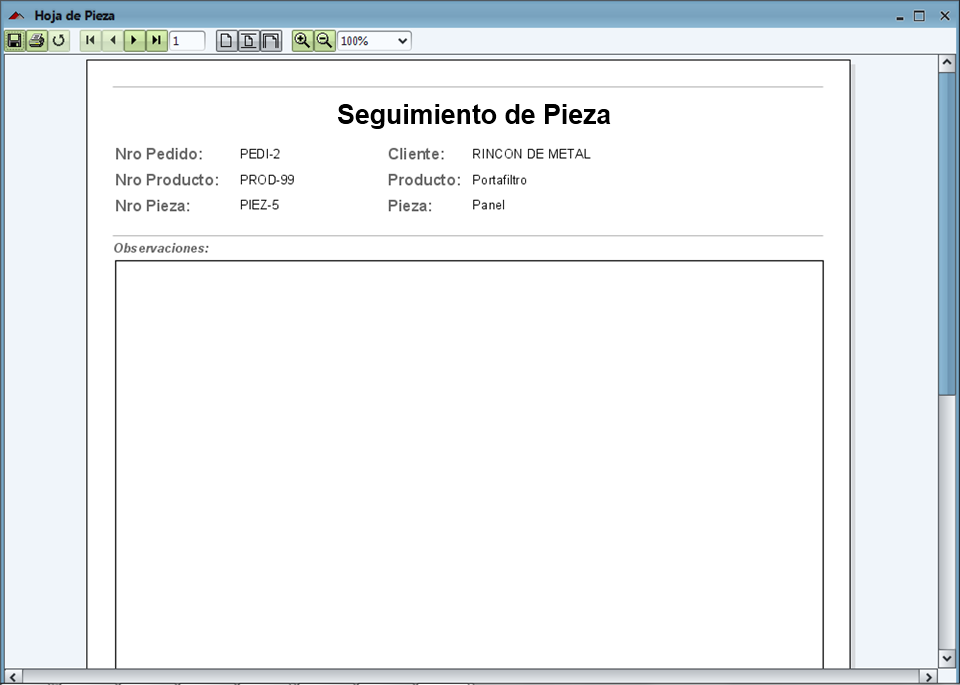 Hoja de Pieza
1 100%
Seguimiento de Pieza
Nro Pedido: PEDI-2 Cliente: RINCON DE METAL
Nro Producto: PROD-99 Producto: Portafiltro
Nro Pieza: PIEZ-5 Pieza: Panel
Observaciones: